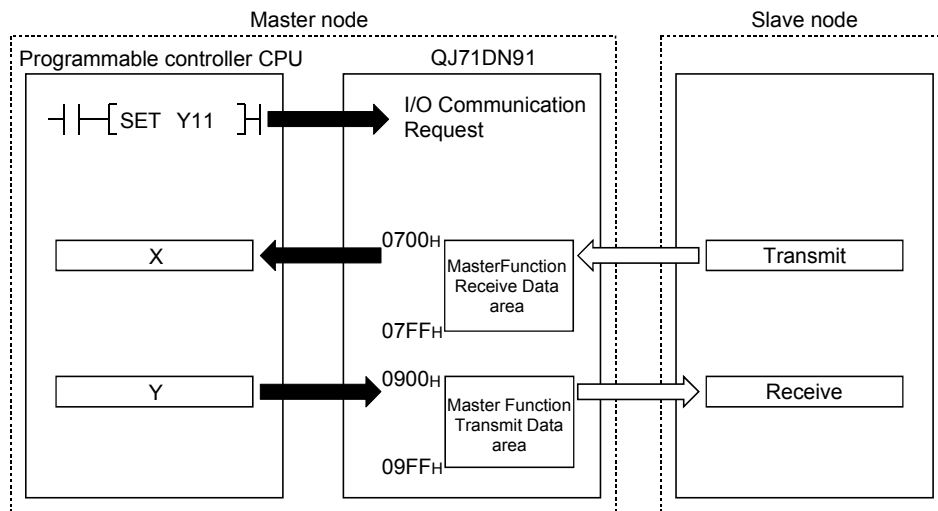 Master node
Slave node
Programmable controller CPU
QJ71DN91
SET Y11
I/O Communication
Request
X
0700H
MasterFunction
Receive Data
area
07FFH
Transmit
Y
0900H
Master Function
Transmit Data
area
09FFH
Receive